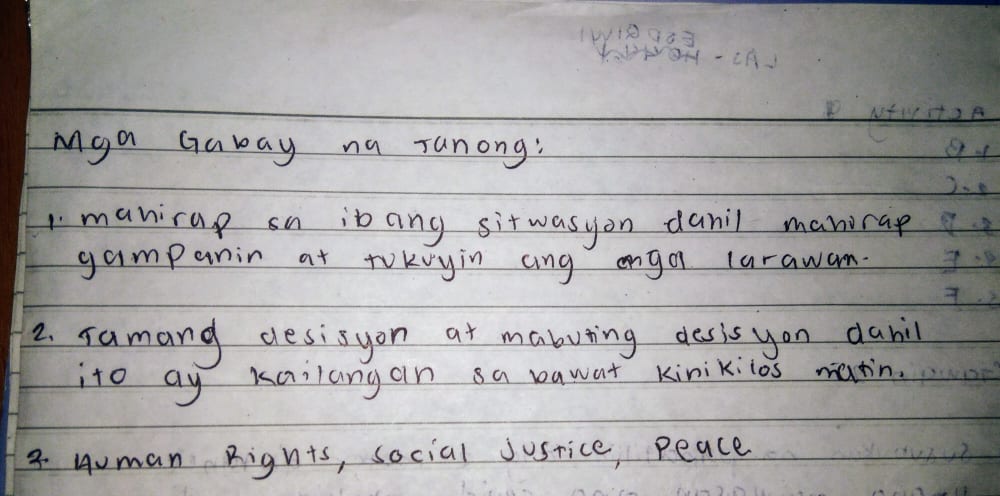 Mga Gabay na Tanong:
1. mahirap sa ibang sitwasyon dahil mahirap
gampanin at tukuyin ang mga larawan.
2. Tamang desisyon at mabuting desisyon dahil
ito ay kailangan sa bawat kinikilos natin.
3. Human Rights, social justice, peace